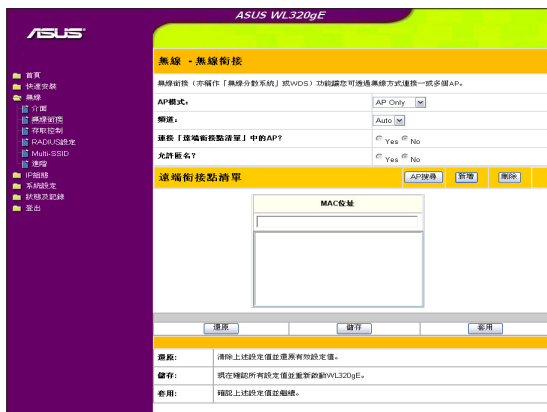 ASUS WL320gE
ASUS
首頁
快速安裝
無線
介面
無線銜接
存取控制
RADIUS設定
Multi-SSID
進階
IP組態
系統設定
狀態及記錄
登出
無線 - 無線銜接
無線銜接（亦稱作「無線分散系統」或WDS）功能讓您可透過無線方式連接一或多個AP。
AP模式： AP Only
頻道： Auto
連接「遠端銜接點清單」中的AP? Yes No
允許匿名? Yes No
遠端銜接點清單 AP搜尋 新增 刪除
MAC位址
還原 儲存 套用
還原： 清除上述設定值並還原有效設定值。
儲存： 現在確認所有設定值並重新啟動WL320gE。
套用： 確認上述設定值並繼續。